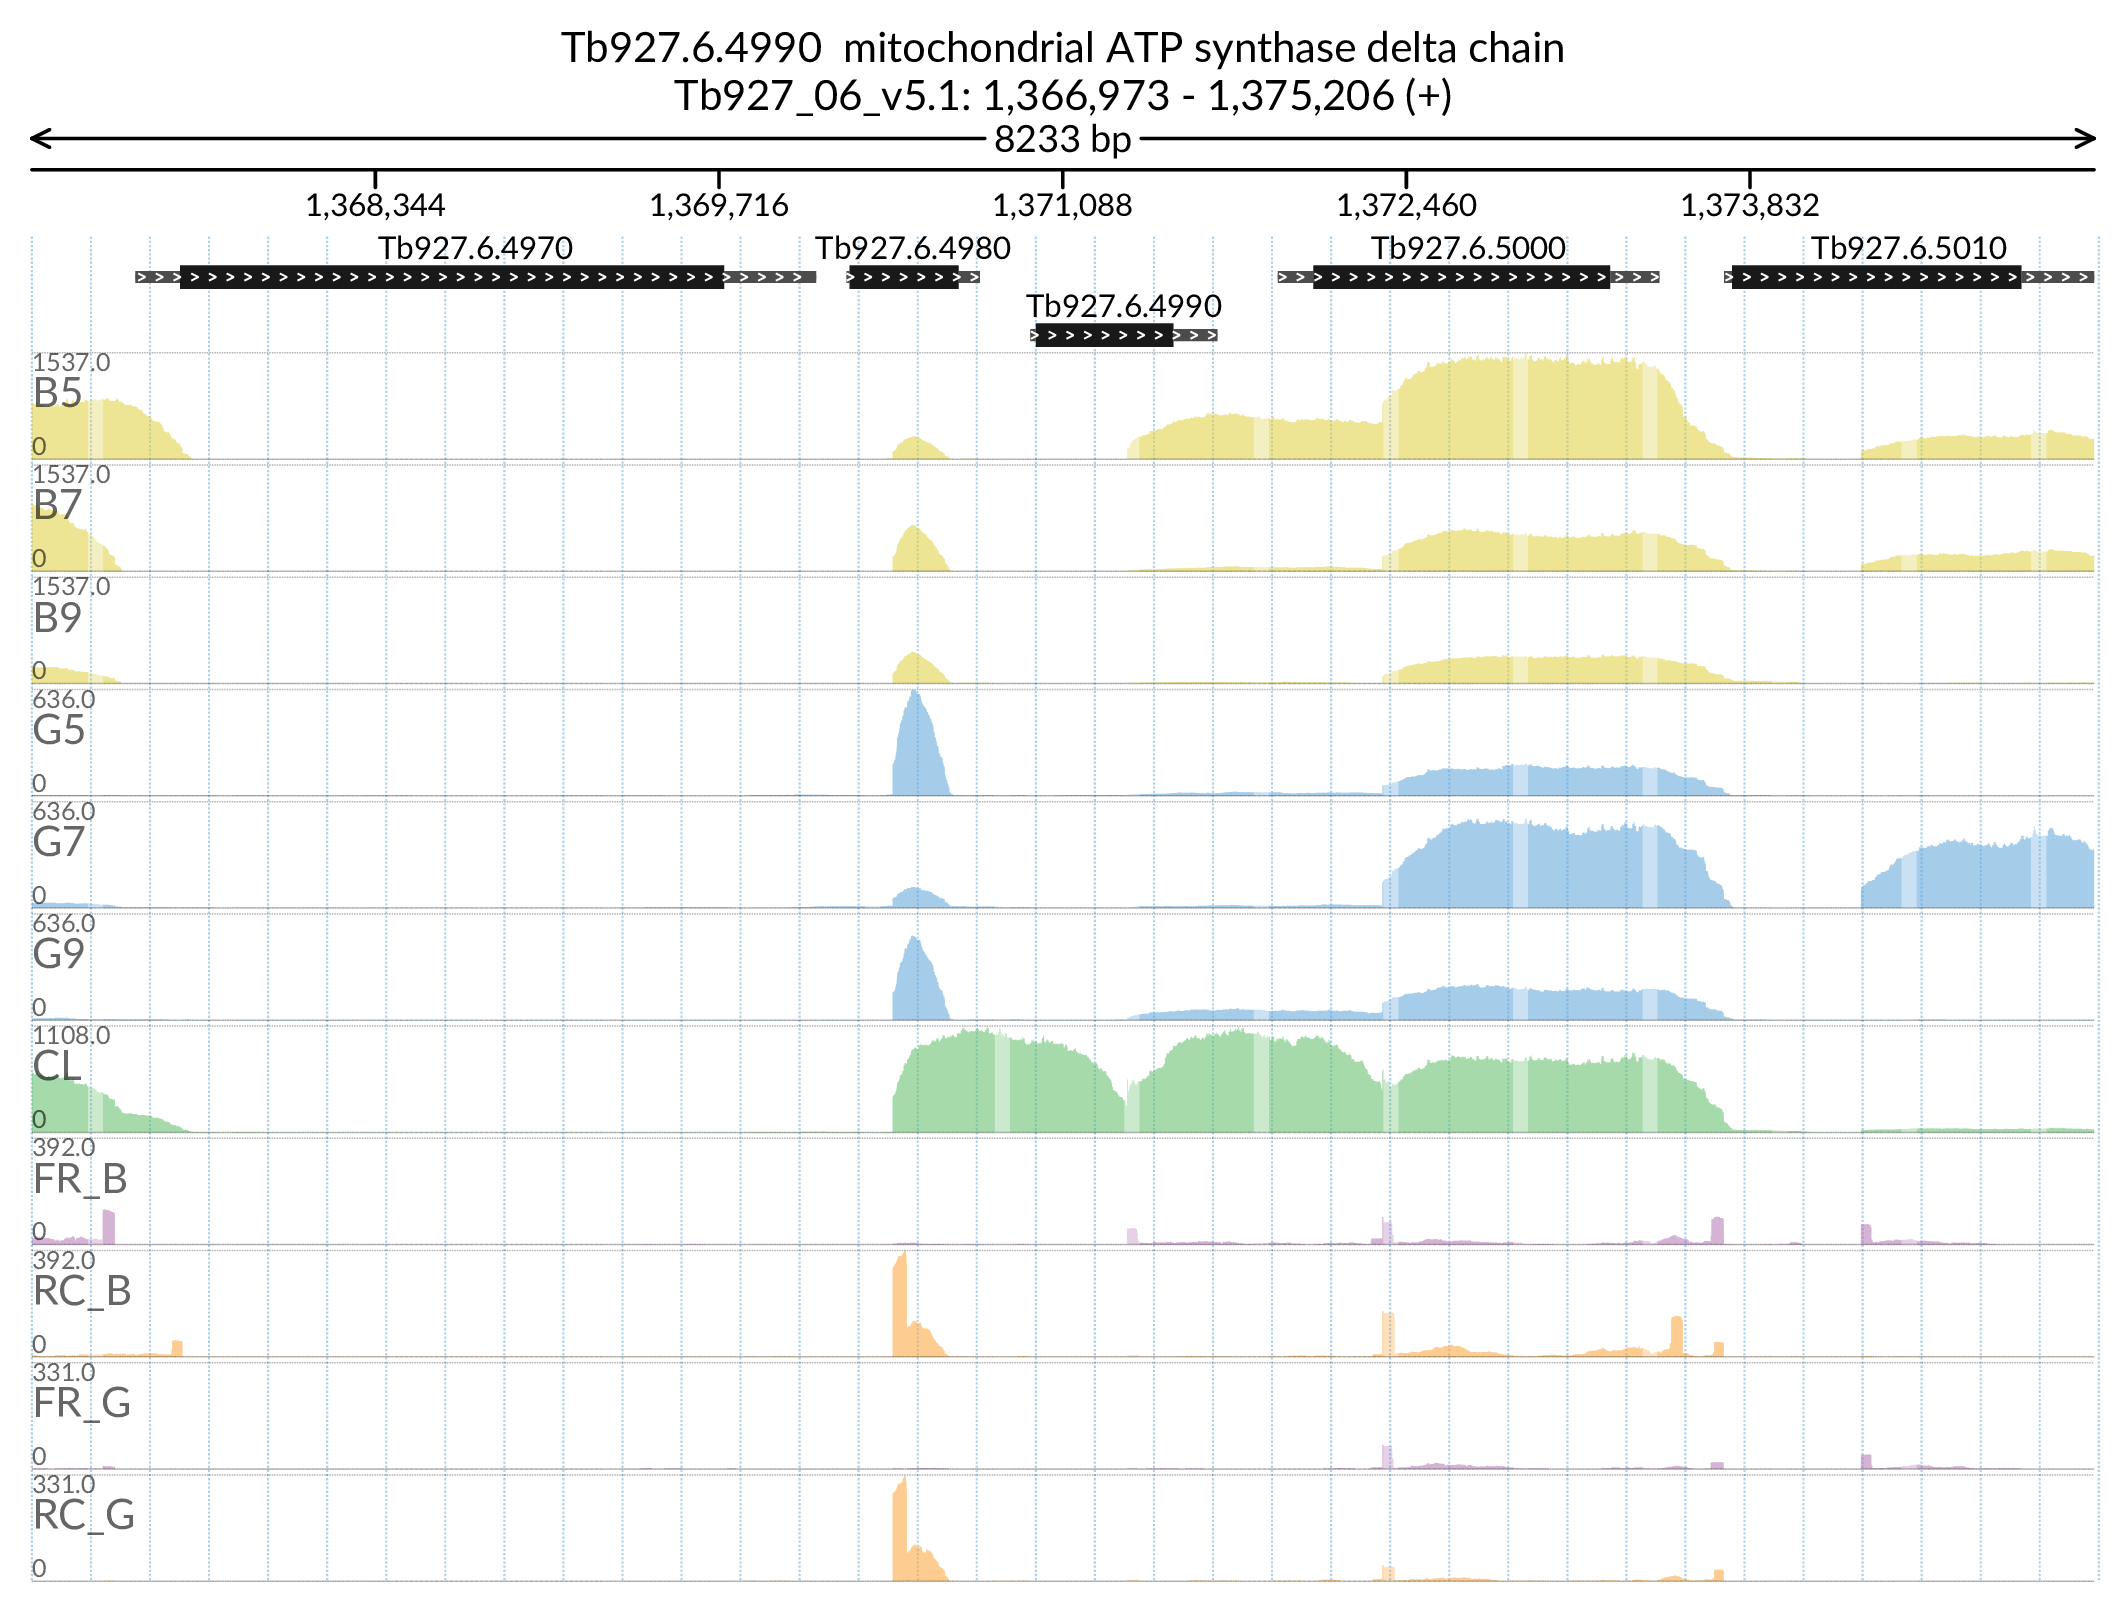 Tb927.6.4990  mitochondrial ATP synthase delta chain
Tb927_06_v5.1: 1,366,973 - 1,375,206 (+)
8233 bp
1,368,344 1,369,716 1,371,088 1,372,460 1,373,832
Tb927.6.4970 Tb927.6.4980 Tb927.6.5000 Tb927.6.5010
Tb927.6.4990
1537.0
B5
0
1537.0
B7
0
1537.0
B9
0
636.0
G5
0
636.0
G7
0
636.0
G9
0
1108.0
CL
0
392.0
FR_B
0
392.0
RC_B
0
331.0
FR_G
0
331.0
RC_G
0